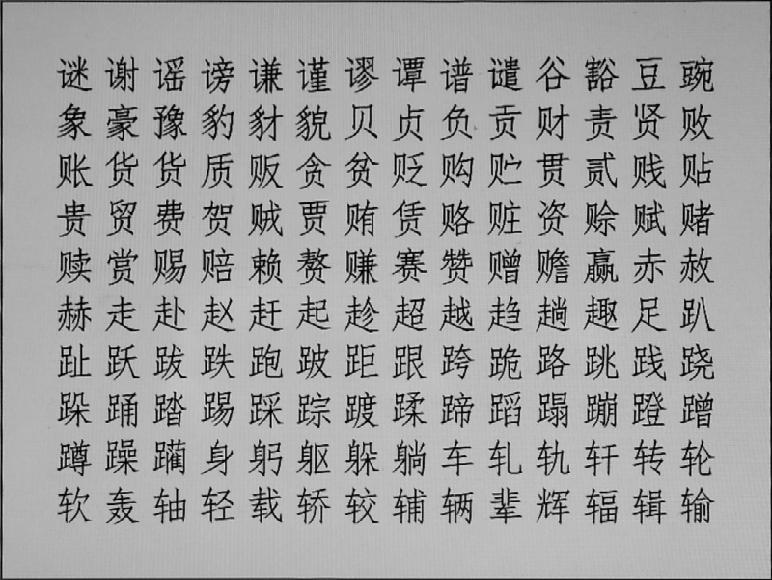 谜谢谣谤谦谨谬谭谱谴谷豁豆豌
象豪豫豹豺貌贝贞负贡财责贤败
账货货质贩贪贫贬购贮贯贰贱贴
贵贸费贺贼贾贿赁赂赃资赊赋赌
赎赏赐赔赖赘赚赛赞赠赡赢赤赦
赫走赴赵赶起趁超越趋趟趣足趴
趾跃跋跌跑跛距跟跨跪路跳践跷
跺踊踏踢踩踪踱蹂蹄蹈蹋蹦蹬蹭
蹲躁躏身躬躯躲躺车轧轨轩转轮
软轰轴轻载轿较辅辆辈辉辐辑输